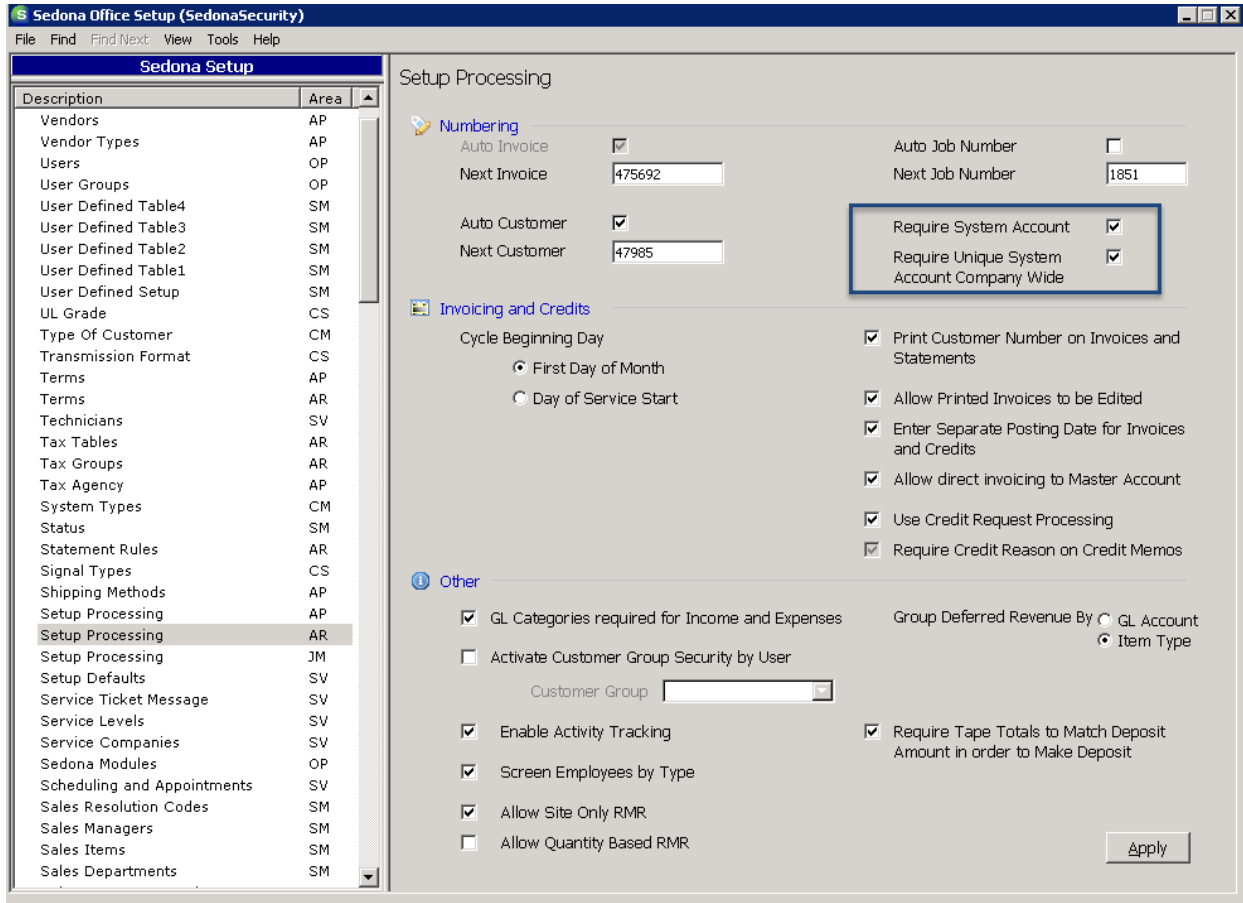 Sedona Office Setup (SedonaSecurity)
File Find Find Next View Tools Help
Sedona Setup
Description Area
Vendors AP
Vendor Types AP
Users OP
User Groups OP
User Defined Table4 SM
User Defined Table3 SM
User Defined Table2 SM
User Defined Table1 SM
User Defined Setup SM
UL Grade CS
Type Of Customer CM
Transmission Format CS
Terms AP
Terms AR
Technicians SV
Tax Tables AR
Tax Groups AR
Tax Agency AP
System Types CM
Status SM
Statement Rules AR
Signal Types CS
Shipping Methods AP
Setup Processing AP
Setup Processing AR
Setup Processing JM
Setup Defaults SV
Service Ticket Message SV
Service Levels SV
Service Companies SV
Sedona Modules OP
Scheduling and Appointments SV
Sales Resolution Codes SM
Sales Managers SM
Sales Items SM
Sales Departments SM
Setup Processing
Numbering
Auto Invoice
Next Invoice 475692
Auto Customer
Next Customer 47985
Auto Job Number
Next Job Number 1851
Require System Account
Require Unique System
Account Company Wide
Invoicing and Credits
Cycle Beginning Day
First Day of Month
Day of Service Start
Print Customer Number on Invoices and
Statements
Allow Printed Invoices to be Edited
Enter Separate Posting Date for Invoices
and Credits
Allow direct invoicing to Master Account
Use Credit Request Processing
Require Credit Reason on Credit Memos
Other
GL Categories required for Income and Expenses
Activate Customer Group Security by User
Customer Group
Enable Activity Tracking
Screen Employees by Type
Allow Site Only RMR
Allow Quantity Based RMR
Group Deferred Revenue By GL Account
Item Type
Require Tape Totals to Match Deposit
Amount in order to Make Deposit
Apply